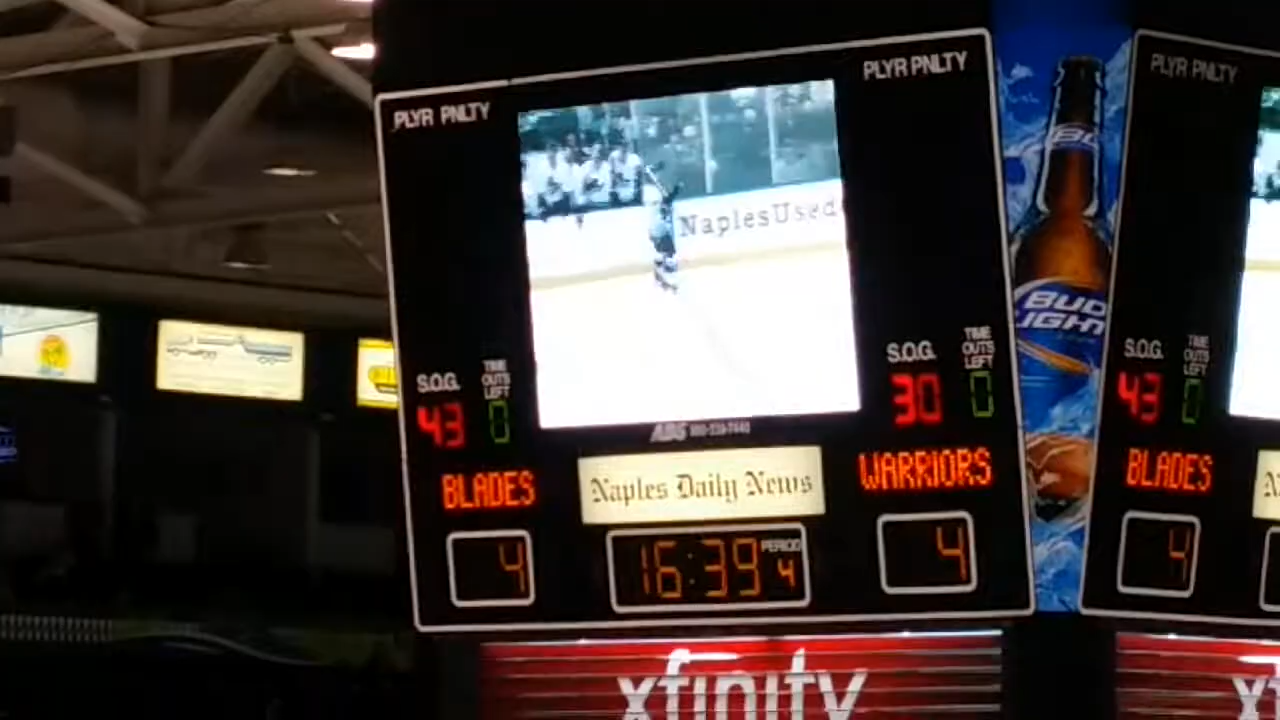 PLYR PNLTY
PLYR PNLTY
NaplesUsed
S.O.G.
TIME
OUTS
LEFT
43
0
S.O.G.
TIME
OUTS
LEFT
30
0
ABS
BLADES
Naples Daily News
WARRIORS
4
16:39
PERIOD
4
4
xfinity
BUD
LIGHT
PLYR PNLTY
S.O.G.
TIME
OUTS
LEFT
43
0
BLADES
4